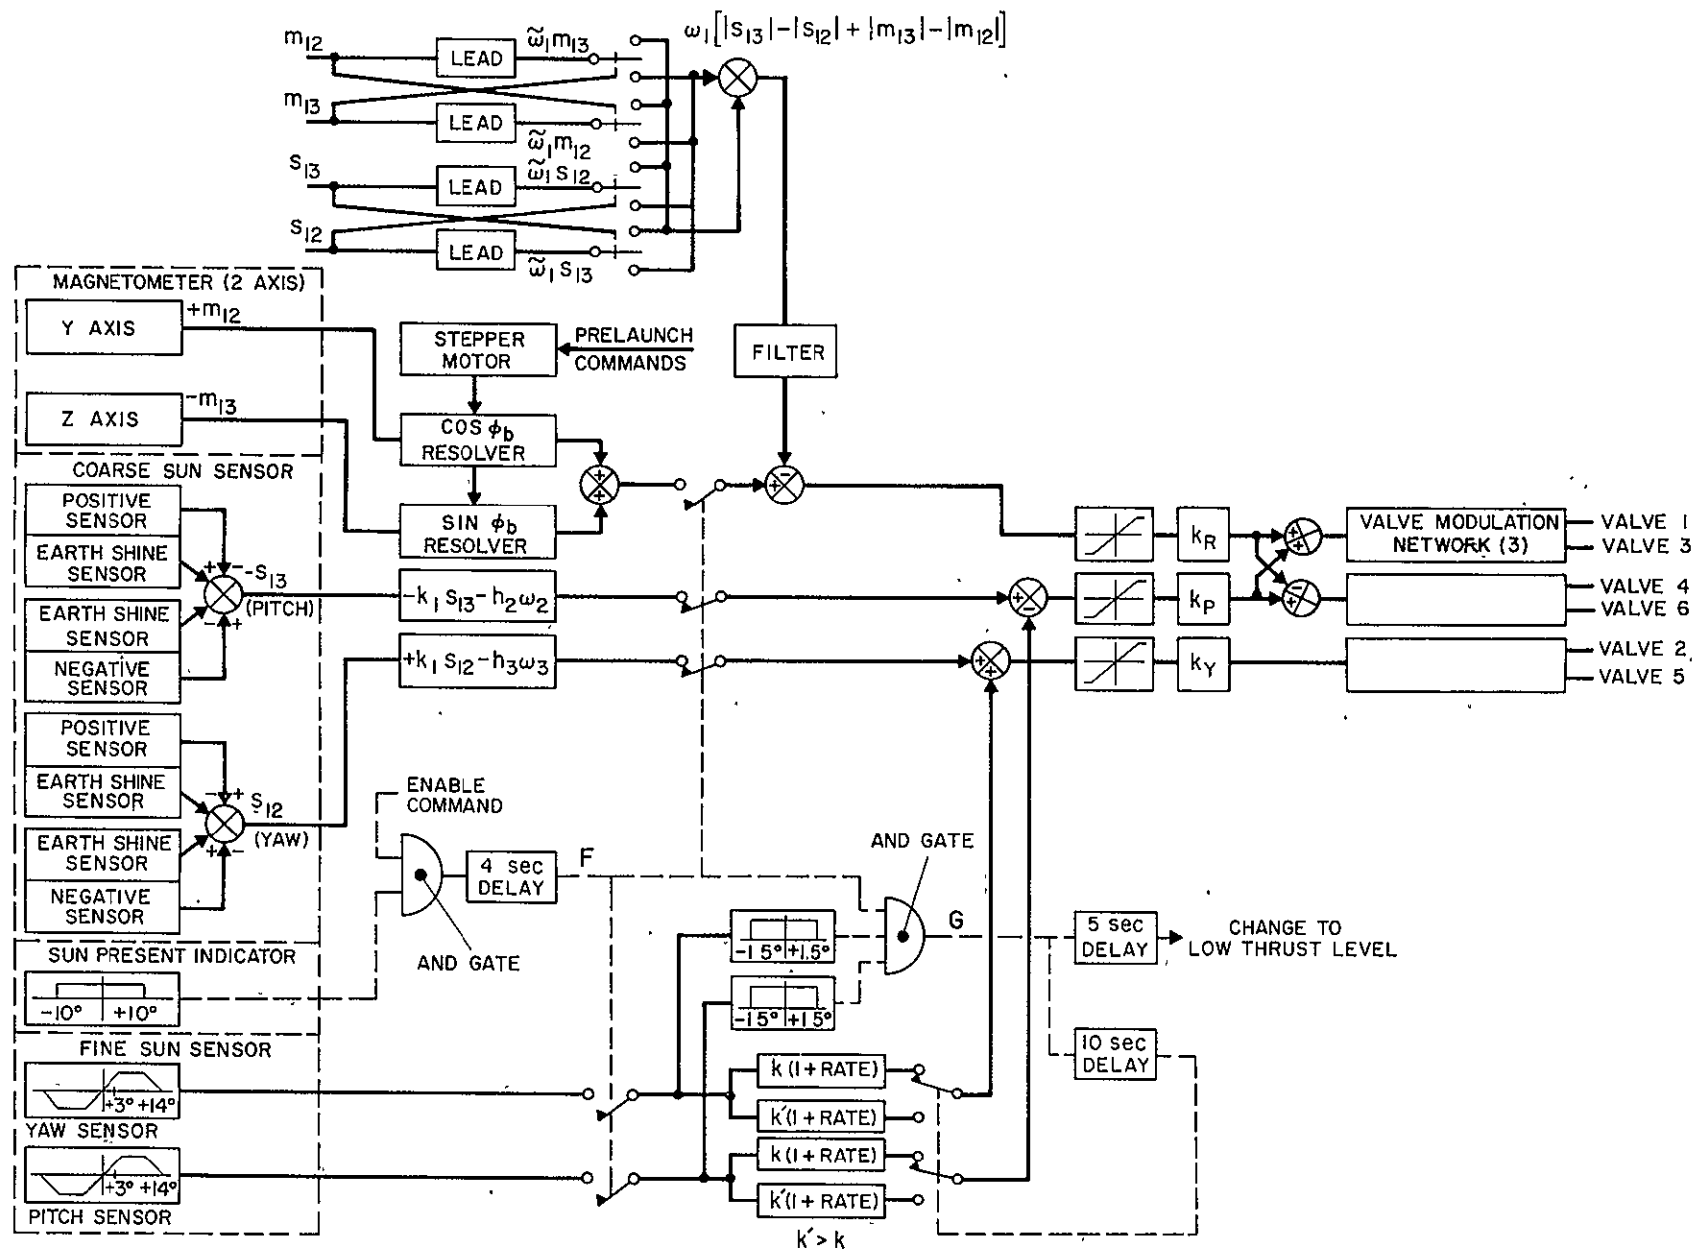 m12
LEAD
ω̃1m13
ω1[|S13|-|S12|+|m13|-|m12|]
m13
LEAD
ω̃1m12
S13
LEAD
ω̃1S12
S12
LEAD
ω̃1S13
MAGNETOMETER (2 AXIS)
Y AXIS
+m12
Z AXIS
-m13
STEPPER
MOTOR
PRELAUNCH
COMMANDS
FILTER
COS ϕb
RESOLVER
SIN ϕb
RESOLVER
+
+
-
+
COARSE SUN SENSOR
POSITIVE
SENSOR
EARTH SHINE
SENSOR
+ -
-S13
(PITCH)
EARTH SHINE
SENSOR
- +
NEGATIVE
SENSOR
-k1S13-h2ω2
+k1S12-h3ω3
+
-
+
+
kR
kP
kY
+
+
-
+
VALVE MODULATION
NETWORK (3)
VALVE 1
VALVE 3
VALVE 4
VALVE 6
VALVE 2
VALVE 5
POSITIVE
SENSOR
EARTH SHINE
SENSOR
- +
S12
(YAW)
EARTH SHINE
SENSOR
+ -
NEGATIVE
SENSOR
ENABLE
COMMAND
4 sec
DELAY
F
AND GATE
AND GATE
G
-1 5° +1.5°
-1 5° +1 5°
5 sec
DELAY
CHANGE TO
LOW THRUST LEVEL
10 sec
DELAY
SUN PRESENT INDICATOR
-10° +10°
FINE SUN SENSOR
+3° +14°
YAW SENSOR
+3° +14°
PITCH SENSOR
k(1+RATE)
k′(1+RATE)
k(1+RATE)
k′(1+RATE)
k′>k